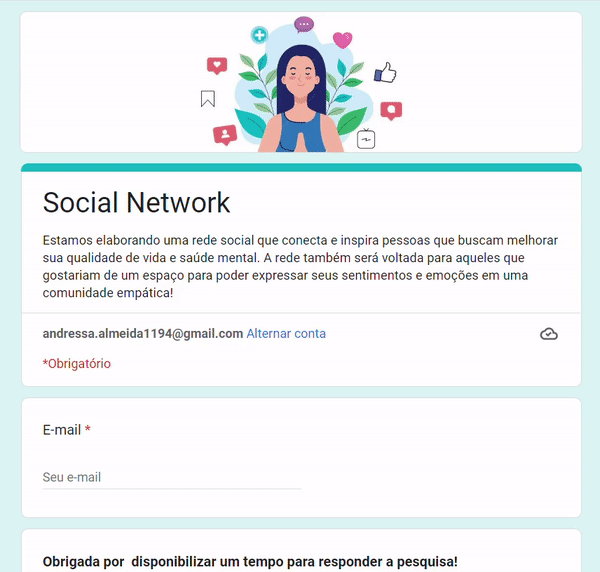 Social Network
Estamos elaborando uma rede social que conecta e inspira pessoas que buscam melhorar
sua qualidade de vida e saúde mental. A rede também será voltada para aqueles que
gostariam de um espaço para poder expressar seus sentimentos e emoções em uma
comunidade empática!
andressa.almeida1194@gmail.com Alternar conta
*Obrigatório
E-mail *
Seu e-mail
Obrigada por  disponibilizar um tempo para responder a pesquisa!